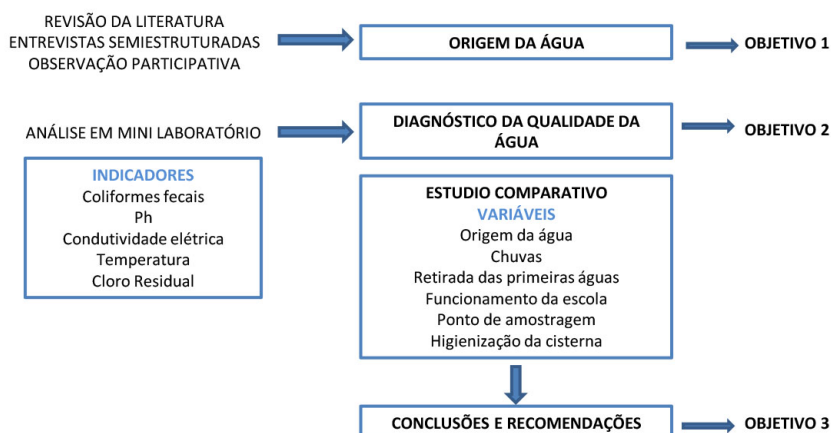 REVISÃO DA LITERATURA
ENTREVISTAS SEMIESTRUTURADAS
OBSERVAÇÃO PARTICIPATIVA
ORIGEM DA ÁGUA
OBJETIVO 1
ANÁLISE EM MINI LABORATÓRIO
DIAGNÓSTICO DA QUALIDADE DA
ÁGUA
OBJETIVO 2
INDICADORES
Coliformes fecais
Ph
Condutividade elétrica
Temperatura
Cloro Residual
ESTUDIO COMPARATIVO
VARIÁVEIS
Origem da água
Chuvas
Retirada das primeiras águas
Funcionamento da escola
Ponto de amostragem
Higienização da cisterna
CONCLUSÕES E RECOMENDAÇÕES
OBJETIVO 3